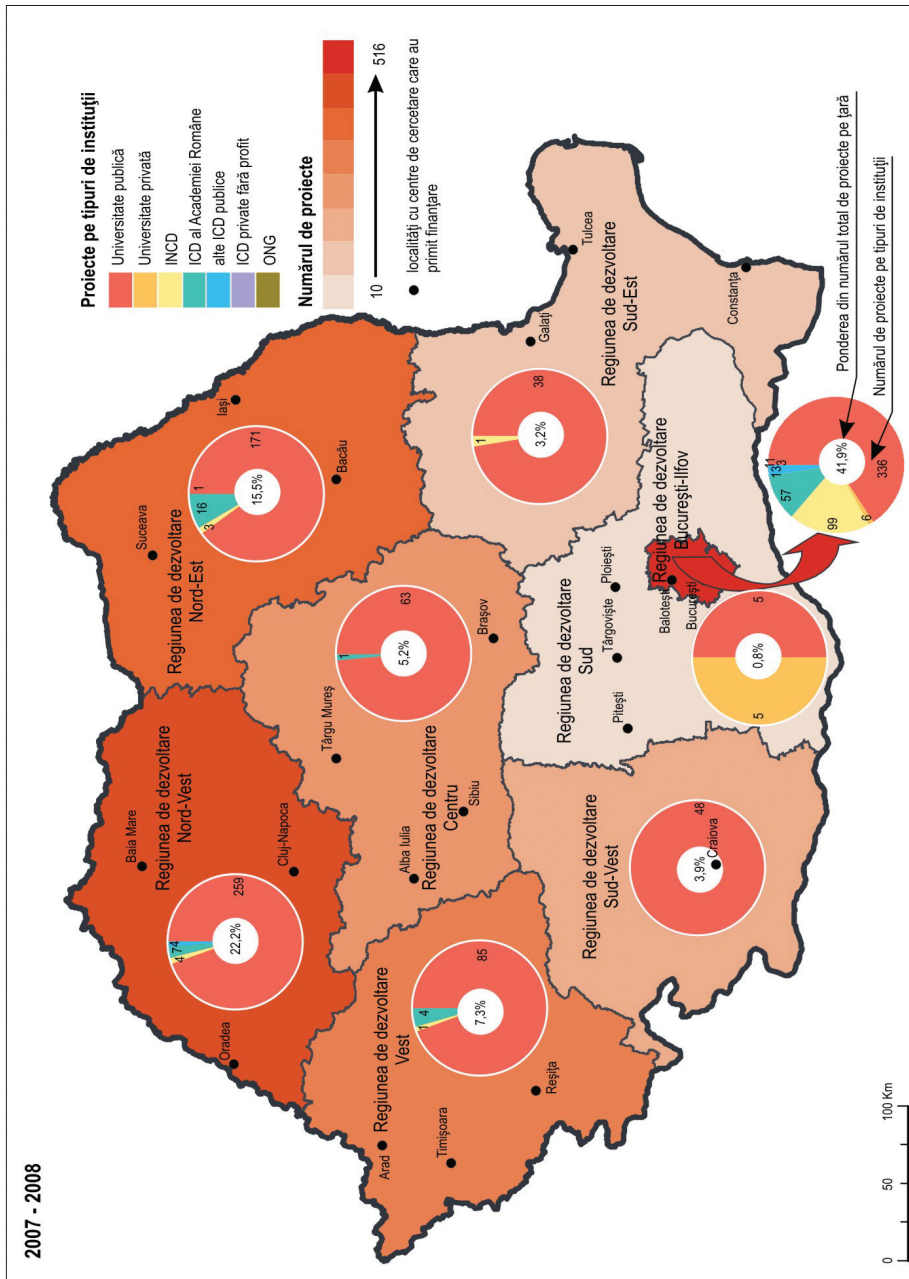 2007 - 2008
Proiecte pe tipuri de instituţii
Universitate publică
Universitate privată
INCD
ICD al Academiei Române
alte ICD publice
ICD private fără profit
ONG
Numărul de proiecte
10
516
localităţi cu centre de cercetare care au
primit finanţare
Regiunea de dezvoltare
Nord-Vest
Baia Mare
Oradea
Cluj-Napoca
4
74
259
22,2%
Regiunea de dezvoltare
Nord-Est
Suceava
Iaşi
Bacău
3
16
1
171
15,5%
Regiunea de dezvoltare
Vest
Arad
Timişoara
Reşiţa
1
4
85
7,3%
Regiunea de dezvoltare
Centru
Târgu Mureş
Alba Iulia
Sibiu
Braşov
1
63
5,2%
Regiunea de dezvoltare
Sud-Est
Galaţi
Tulcea
Constanţa
1
38
3,2%
Regiunea de dezvoltare
Sud-Vest
Craiova
48
3,9%
Regiunea de dezvoltare
Sud
Piteşti
Târgovişte
Ploieşti
5
5
0,8%
Regiunea de dezvoltare
Bucureşti-Ilfov
Baloteşti
Bucureşti
6
99
57
336
41,9%
Ponderea din numărul total de proiecte pe ţară
Numărul de proiecte pe tipuri de instituţii
0
50
100 Km